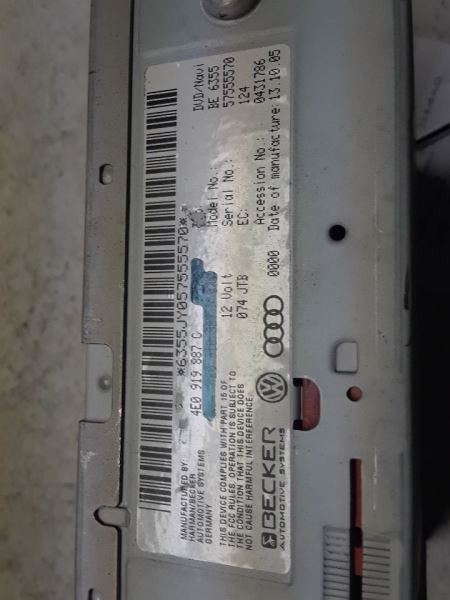 *6355JY057555570*
DVD/Navi
Model No.: BE 6355
Serial No.: 57555570
EC: 124
Accession No.: 0431786
Date of manufacture: 13.10.05
4E0 919 887 C
12 Volt
074 JTB
0000
MANUFACTURED BY
HARMAN/BECKER
AUTOMOTIVE SYSTEMS
GERMANY
THIS DEVICE COMPLIES WITH PART 15 OF
THE FCC RULES. OPERATION IS SUBJECT TO
THE CONDITION THAT THIS DEVICE DOES
NOT CAUSE HARMFUL INTERFERENCE.
BECKER
AUTOMOTIVE SYSTEMS